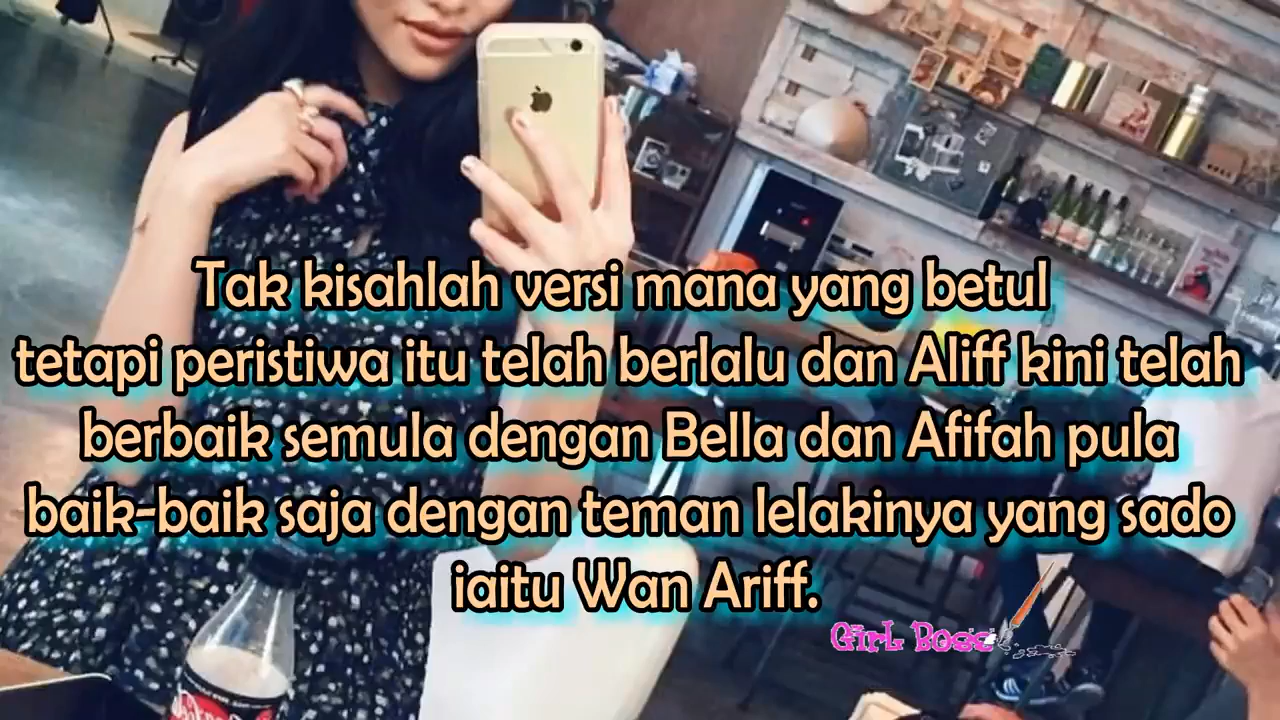 Tak kisahlah versi mana yang betul
tetapi peristiwa itu telah berlalu dan Aliff kini telah
berbaik semula dengan Bella dan Afifah pula
baik-baik saja dengan teman lelakinya yang sado
iaitu Wan Ariff.
GirL Boss